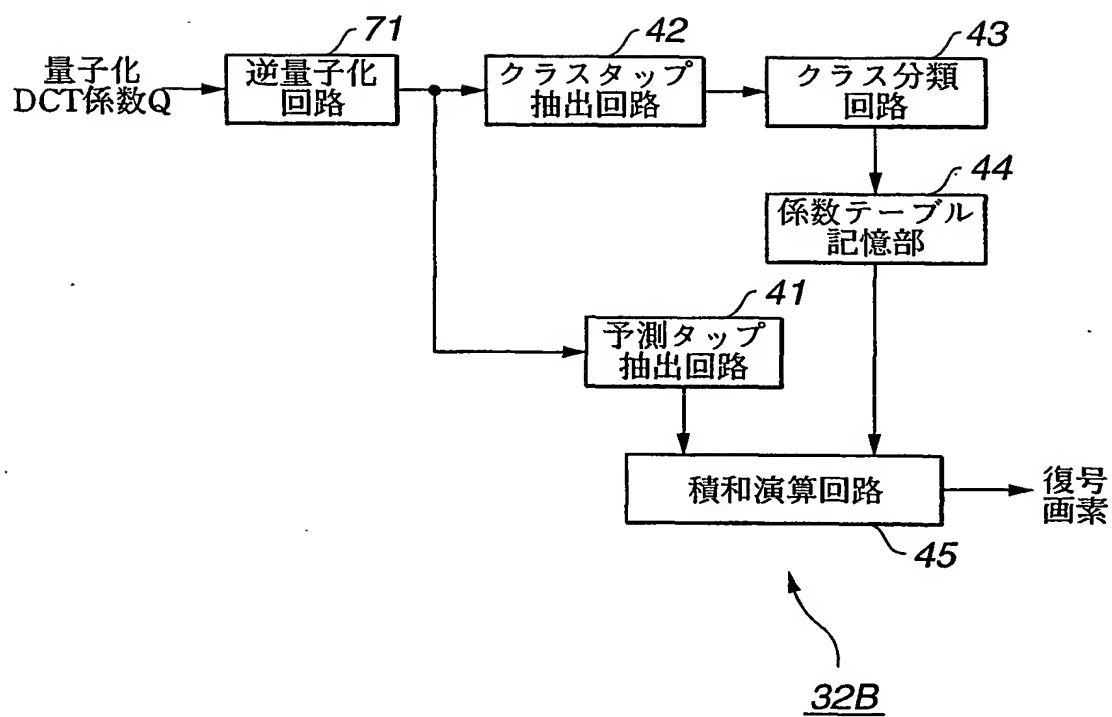 71
42
43
量子化
DCT係数Q
逆量子化
回路
クラスタップ
抽出回路
クラス分類
回路
44
係数テーブル
記憶部
41
予測タップ
抽出回路
積和演算回路
復号
画素
45
32B